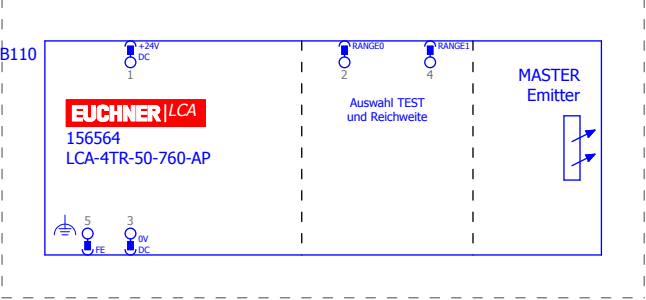 B110
+24V
DC
1
RANGE0
2
RANGE1
4
MASTER
Emitter
Auswahl TEST
und Reichweite
EUCHNER LCA
156564
LCA-4TR-50-760-AP
5
FE
3
0V
DC